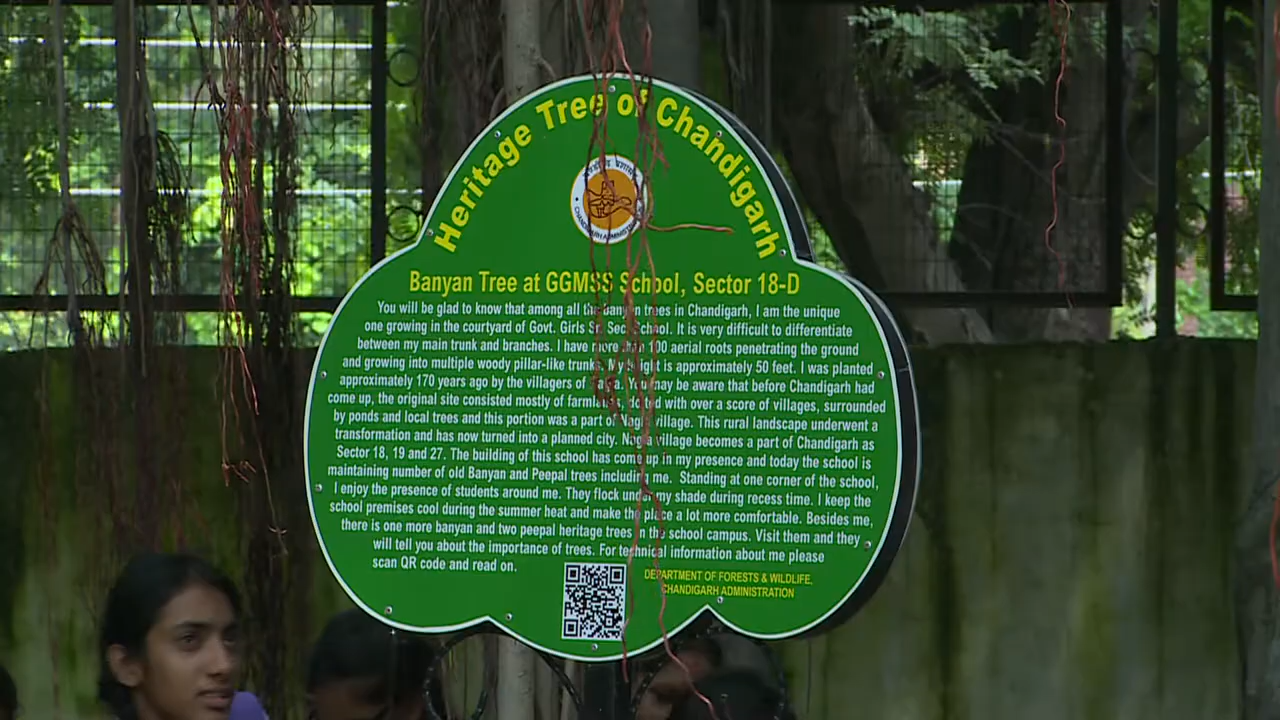 Heritage Tree of Chandigarh
Banyan Tree at GGMSS School, Sector 18-D
You will be glad to know that among all the banyan trees in Chandigarh, I am the unique
one growing in the courtyard of Govt. Girls Sr. Sec. School. It is very difficult to differentiate
between my main trunk and branches. I have more than 100 aerial roots penetrating the ground
and growing into multiple woody pillar-like trunks. My height is approximately 50 feet. I was planted
approximately 170 years ago by the villagers of You may be aware that before Chandigarh had
come up, the original site consisted mostly of farmlands, dotted with over a score of villages, surrounded
by ponds and local trees and this portion was a part of Nagla village. This rural landscape underwent a
transformation and has now turned into a planned city. Nagla village becomes a part of Chandigarh as
Sector 18, 19 and 27. The building of this school has come up in my presence and today the school is
maintaining number of old Banyan and Peepal trees including me. Standing at one corner of the school,
I enjoy the presence of students around me. They flock under my shade during recess time. I keep the
school premises cool during the summer heat and make the place a lot more comfortable. Besides me,
there is one more banyan and two peepal heritage trees in the school campus. Visit them and they
will tell you about the importance of trees. For technical information about me please
scan QR code and read on.
DEPARTMENT OF FORESTS & WILDLIFE,
CHANDIGARH ADMINISTRATION